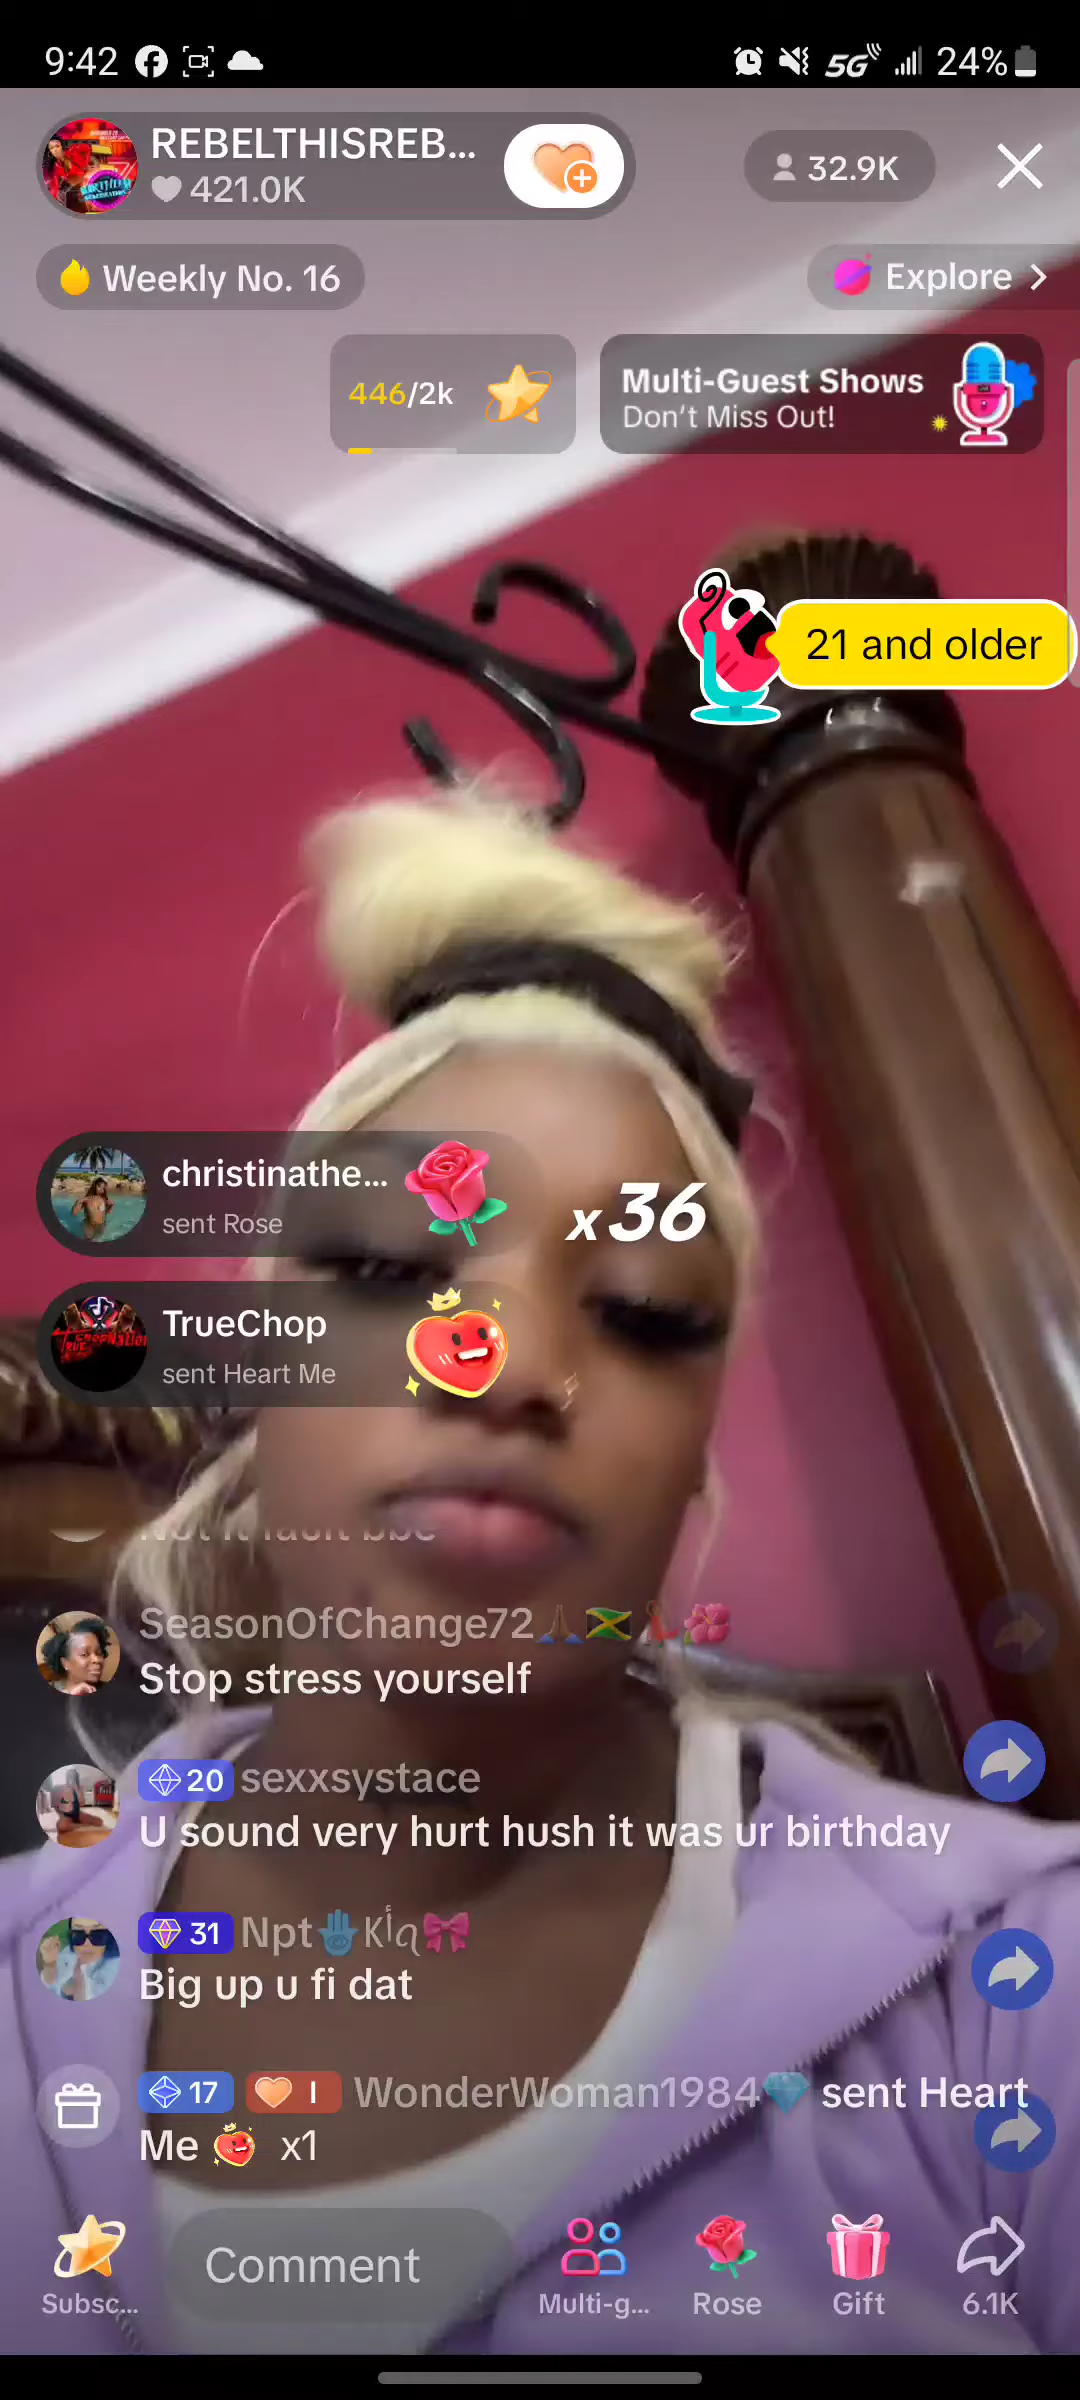 9:42
5G
24%
REBELTHISREB...
421.0K
32.9K
Weekly No. 16
Explore
446/2k
Multi-Guest Shows
Don't Miss Out!
21 and older
christinathe...
sent Rose
x36
TrueChop
sent Heart Me
SeasonOfChange72
Stop stress yourself
20 sexxsystace
U sound very hurt hush it was ur birthday
31 Npt
Big up u fi dat
17 I WonderWoman1984 sent Heart
Me x1
Subsc...
Comment
Multi-g...
Rose
Gift
6.1K